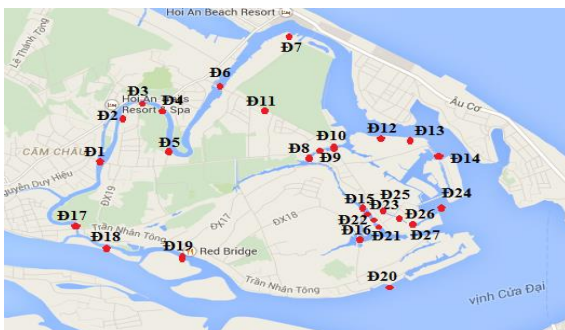 Hoi An Beach Resort
Lê Thánh Tông
Đ7
Đ6
Âu Cơ
Đ3
Hoi An Trails
Resort & Spa
Đ4
Đ2
Đ11
Đ12
Đ13
Đ5
Đ10
Đ8
Đ9
Đ14
CẨM CHÂU
Đ1
Nguyễn Duy Hiệu
ĐX19
Đ15
Đ25
Đ24
Đ23
Đ17
ĐX17
ĐX18
Đ22
Đ26
Trần Nhân Tông
Đ16
Đ21
Đ27
Đ18
Đ19
Red Bridge
Trần Nhân Tông
Đ20
vịnh Cửa Đại